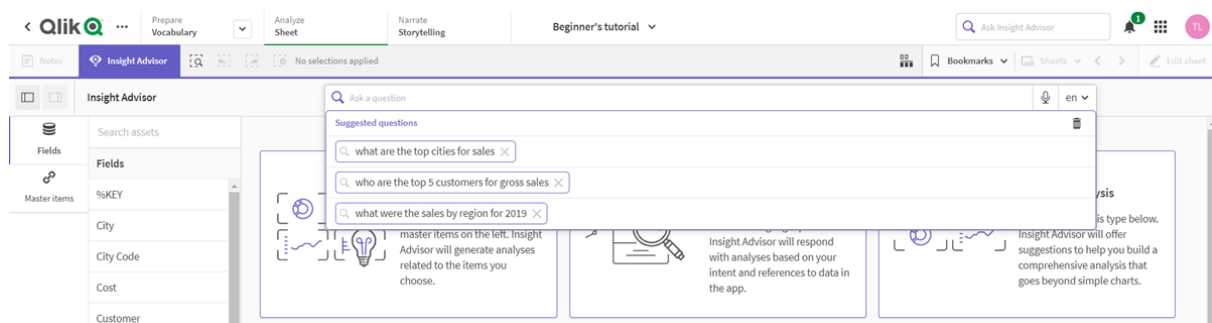 Qlik
Prepare
Vocabulary
Analyze
Sheet
Narrate
Storytelling
Beginner's tutorial
Ask Insight Advisor
1
TL
Notes
Insight Advisor
No selections applied
Bookmarks
Sheets
Edit sheet
Insight Advisor
Ask a question
en
Fields
Master items
Search assets
Fields
%KEY
City
City Code
Cost
Customer
Suggested questions
what are the top cities for sales
who are the top 5 customers for gross sales
what were the sales by region for 2019
master items on the left. Insight
Advisor will generate analyses
related to the items you
choose.
Insight Advisor will respond
with analyses based on your
intent and references to data in
the app.
is type below.
Insight Advisor will offer
suggestions to help you build a
comprehensive analysis that
goes beyond simple charts.